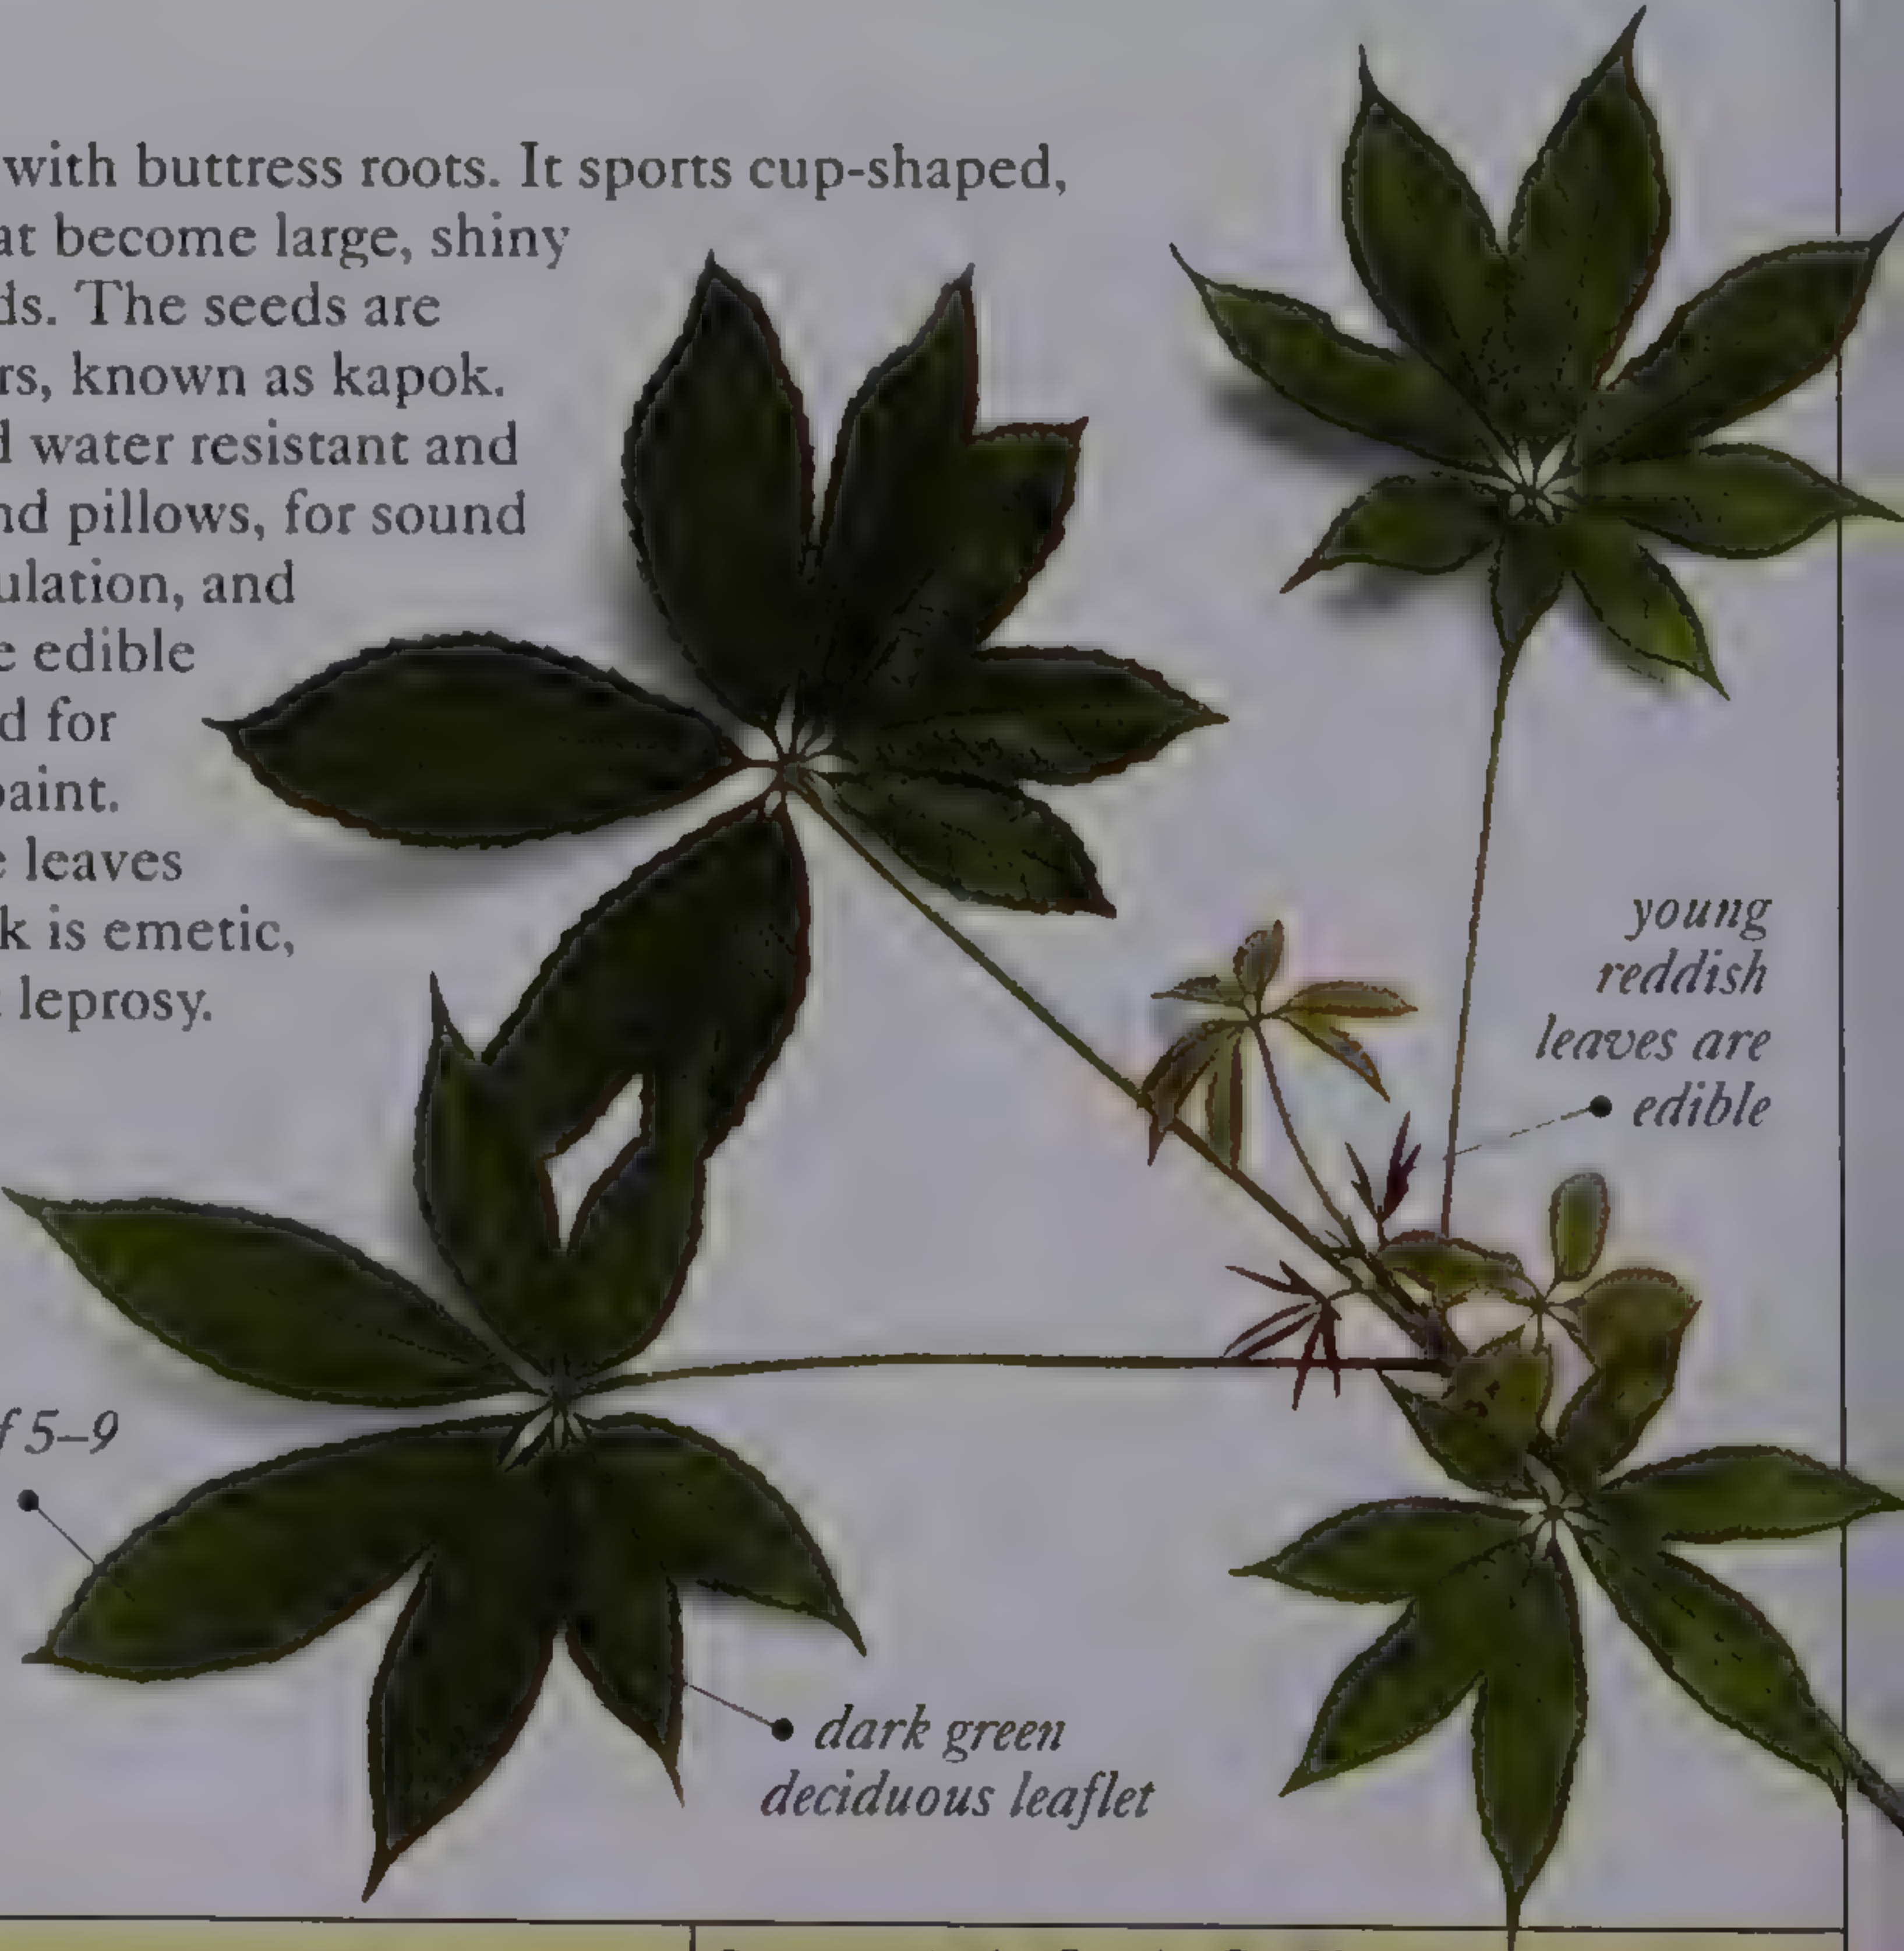 with buttress roots. It sports cup-shaped,
at become large, shiny
ds. The seeds are
rs, known as kapok.
d water resistant and
nd pillows, for sound
ulation, and
e edible
d for
paint.
e leaves
k is emetic,
leprosy.
young
reddish
leaves are
edible
f 5–9
dark green
deciduous leaflet